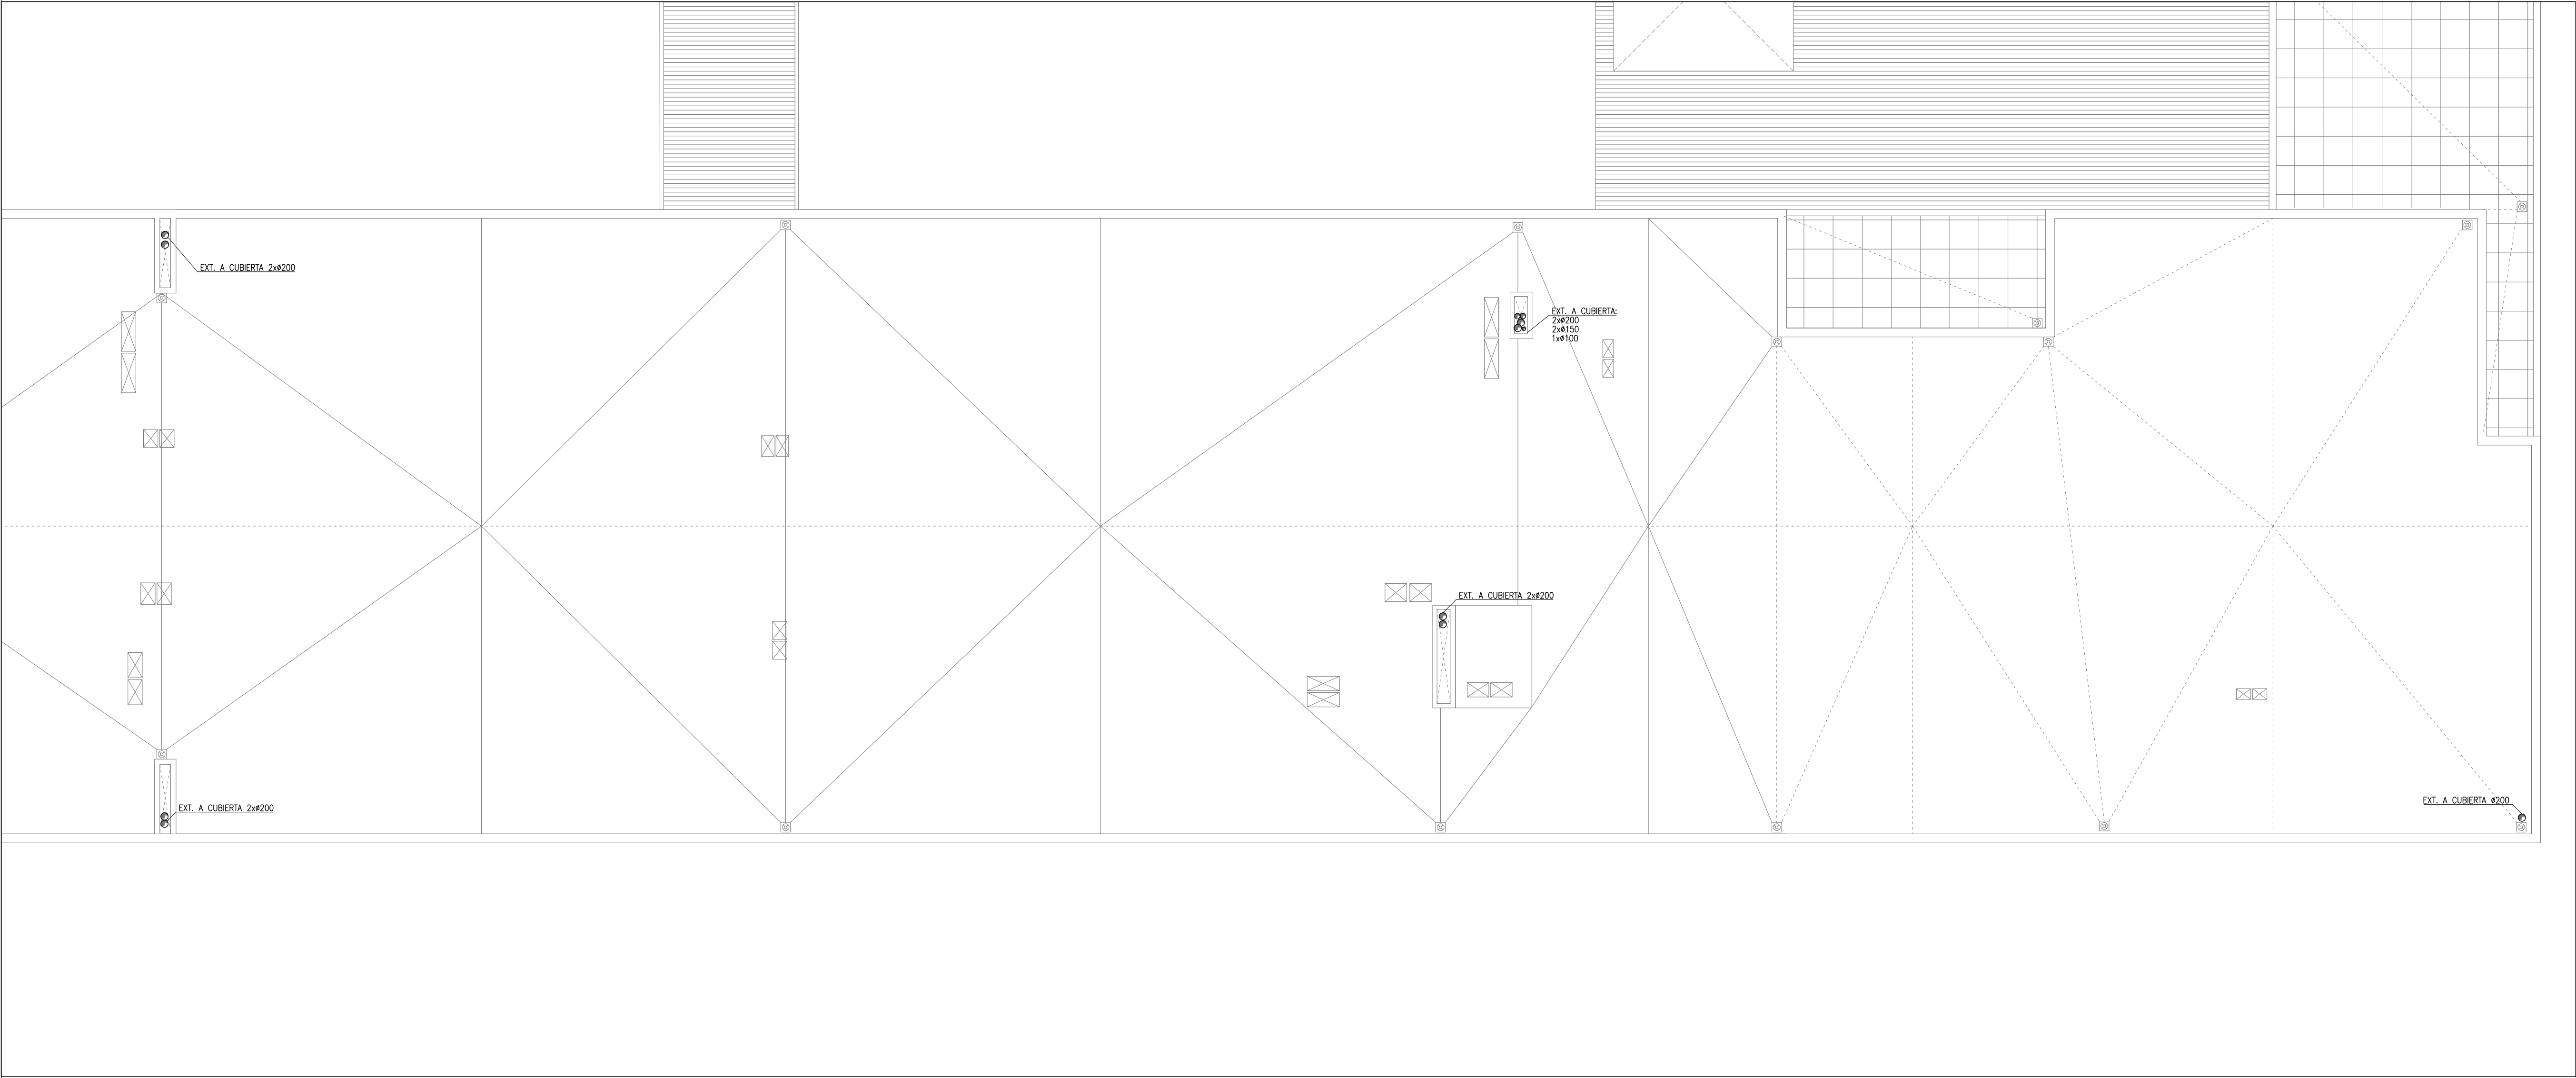 EXT. A CUBIERTA 2xø200
EXT. A CUBIERTA:
2xø200
2xø150
1xø100
EXT. A CUBIERTA 2xø200
EXT. A CUBIERTA 2xø200
EXT. A CUBIERTA ø200